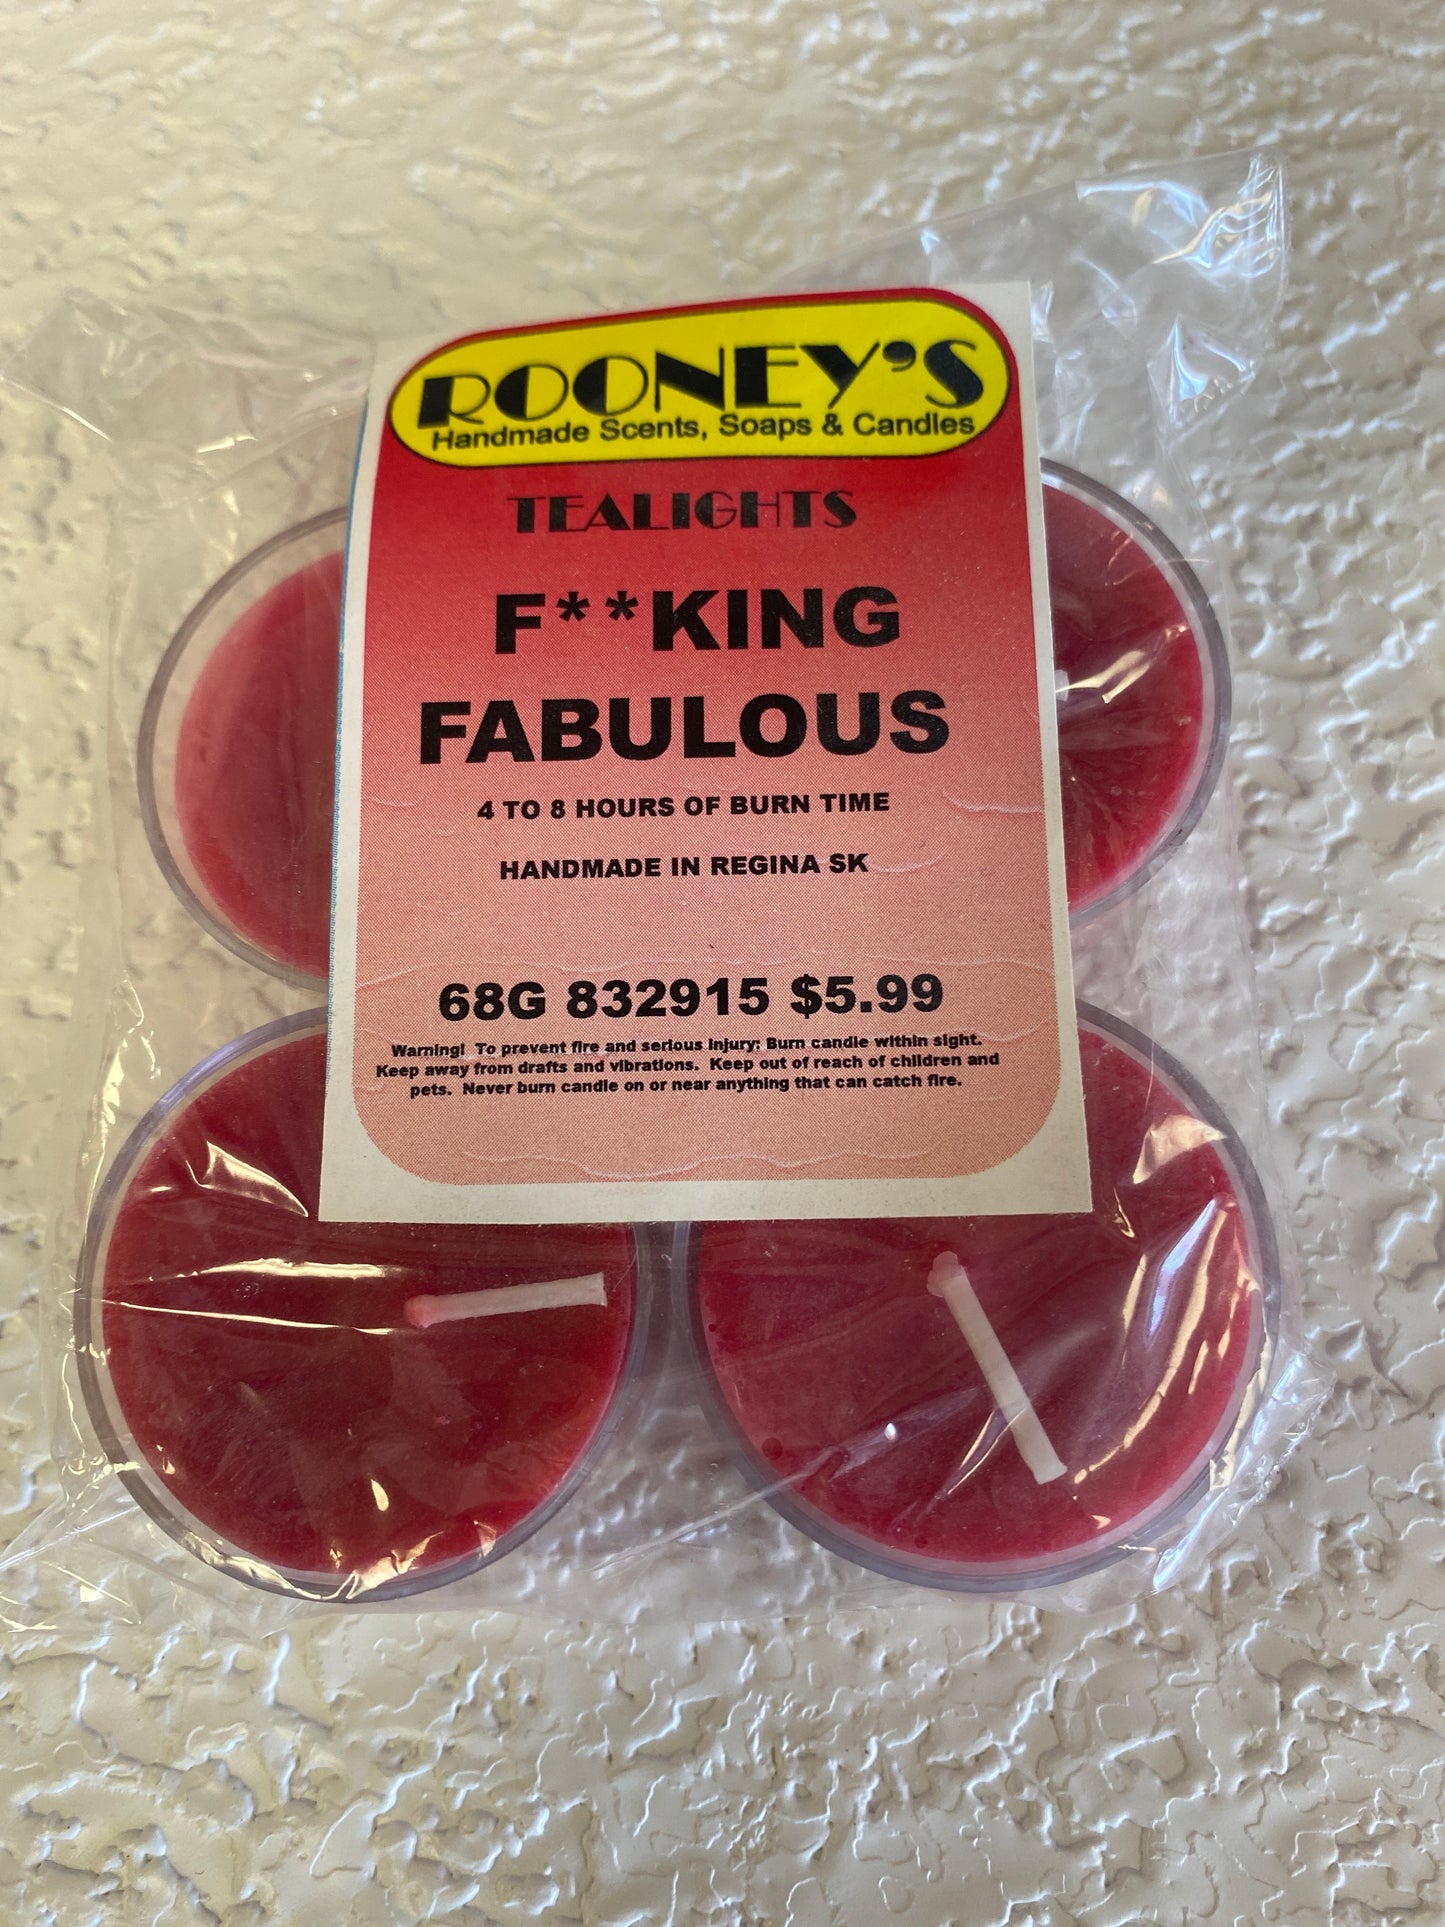 ROONEY'S
Handmade Scents, Soaps & Candles
TEALIGHTS
F**KING
FABULOUS
4 TO 8 HOURS OF BURN TIME
HANDMADE IN REGINA SK
68G 832915 $5.99
Warning! To prevent fire and serious injury: Burn candle within sight.
Keep away from drafts and vibrations. Keep out of reach of children and
pets. Never burn candle on or near anything that can catch fire.